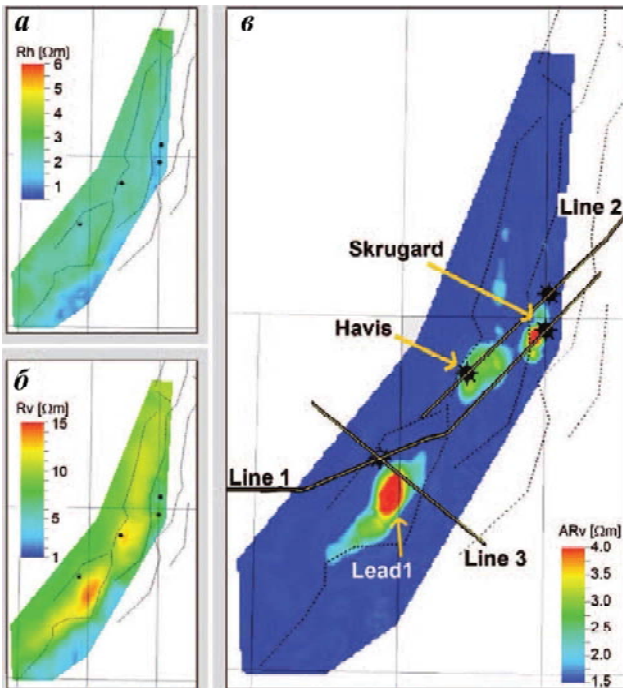 а
Rh [Ωm]
6
5
4
3
2
1
б
Rv [Ωm]
15
10
5
1
в
Line 2
Skrugard
Havis
Line 1
Line 3
Lead1
ARv [Ωm]
4.0
3.5
3.0
2.5
2.0
1.5